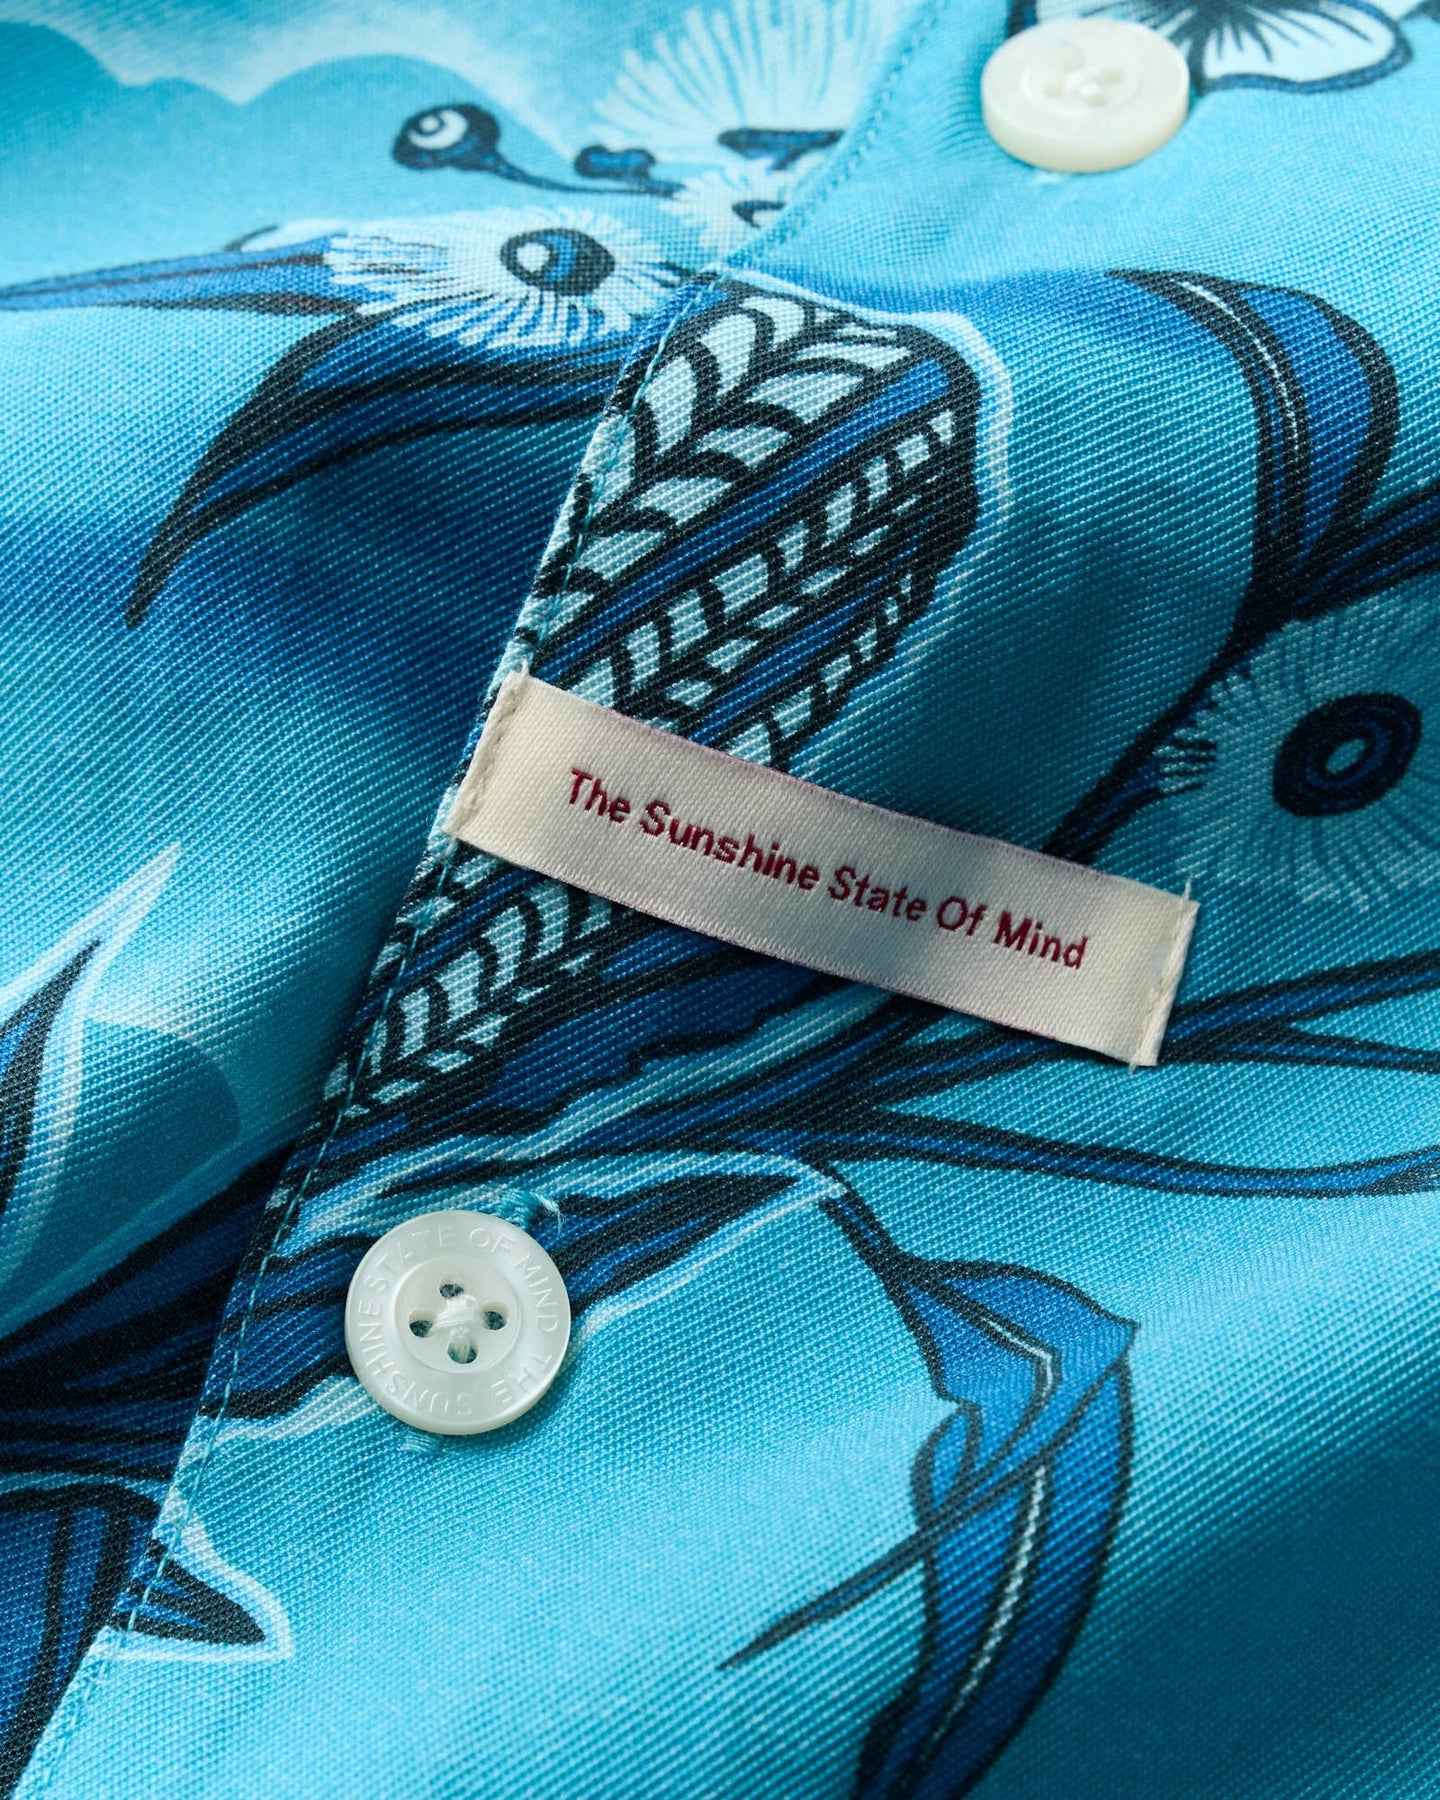 The Sunshine State Of Mind
THE SUNSHINE STATE OF MIND